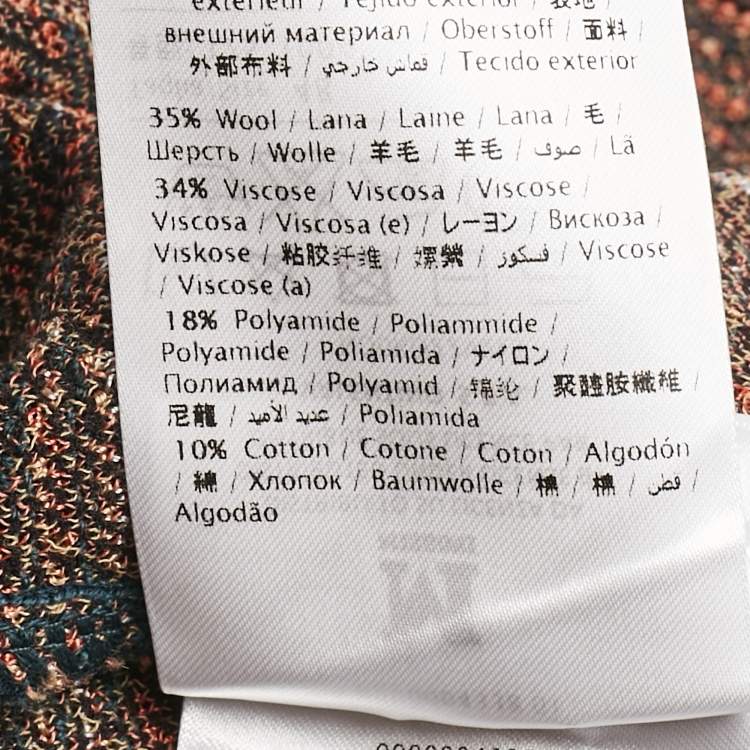 Tejido exterior / 表地 /
внешний материал / Oberstoff / 面料 /
外部布料 / قماش خارجي / Tecido exterior
35% Wool / Lana / Laine / Lana / 毛 /
Шерсть / Wolle / 羊毛 / 羊毛 / صوف / Lã
34% Viscose / Viscosa / Viscose /
Viscosa / Viscosa (e) / レーヨン / Вискоза /
Viskose / 粘胶纤维 / 嫘縈 / فسكوز / Viscose
/ Viscose (a)
18% Polyamide / Poliammide /
Polyamide / Poliamida / ナイロン /
Полиамид / Polyamid / 锦纶 / 聚醯胺纖維 /
尼龍 / عديد الأميد / Poliamida
10% Cotton / Cotone / Coton / Algodón
/ 綿 / Хлопок / Baumwolle / 棉 / 棉 / قطن /
Algodão